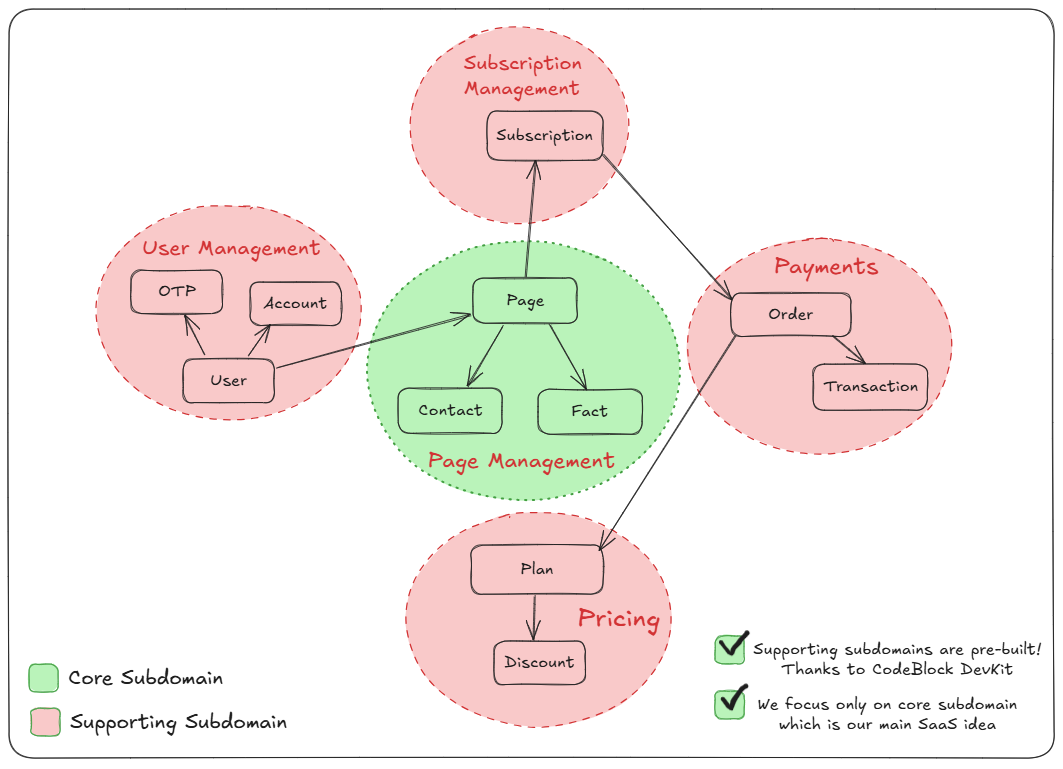 Subscription
Management
Subscription
User Management
OTP
Account
User
Page
Contact
Fact
Page Management
Payments
Order
Transaction
Plan
Pricing
Discount
Core Subdomain
Supporting Subdomain
Supporting subdomains are pre-built!
Thanks to CodeBlock DevKit
We focus only on core subdomain
which is our main SaaS idea